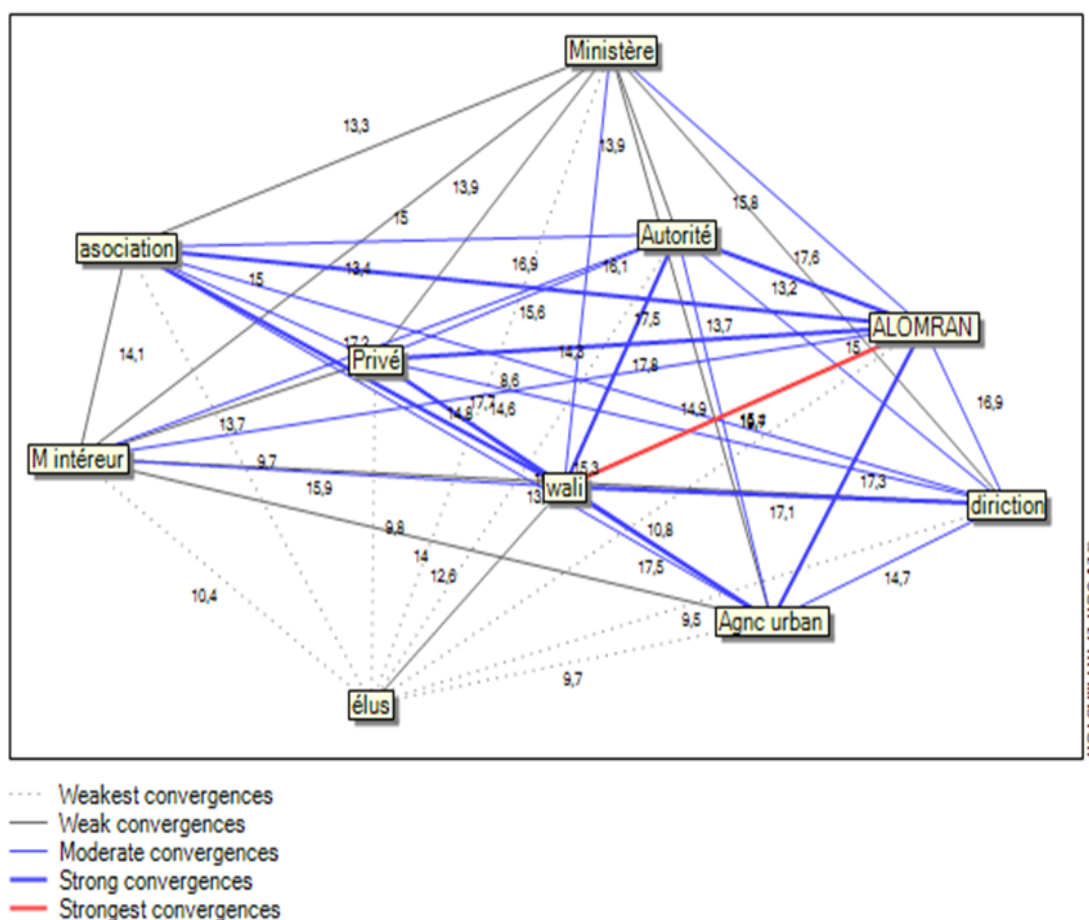 Ministère
13,3
13,9
13,9
15
15,8
asociation
Autorité
15
13,4
16,9
16,1
17,6
13,2
15,6
17,5
13,7
ALOMRAN
14,1
17,2
Privé
14,3
17,8
15
8,6
16,9
17,7
14,6
14,8
14,9
13,7
M intéreur
9,7
15,3
15,9
wali
17,3
diriction
9,8
10,8
17,1
14
12,6
17,5
14,7
10,4
9,5
Agnc urban
9,7
élus
Weakest convergences
Weak convergences
Moderate convergences
Strong convergences
Strongest convergences